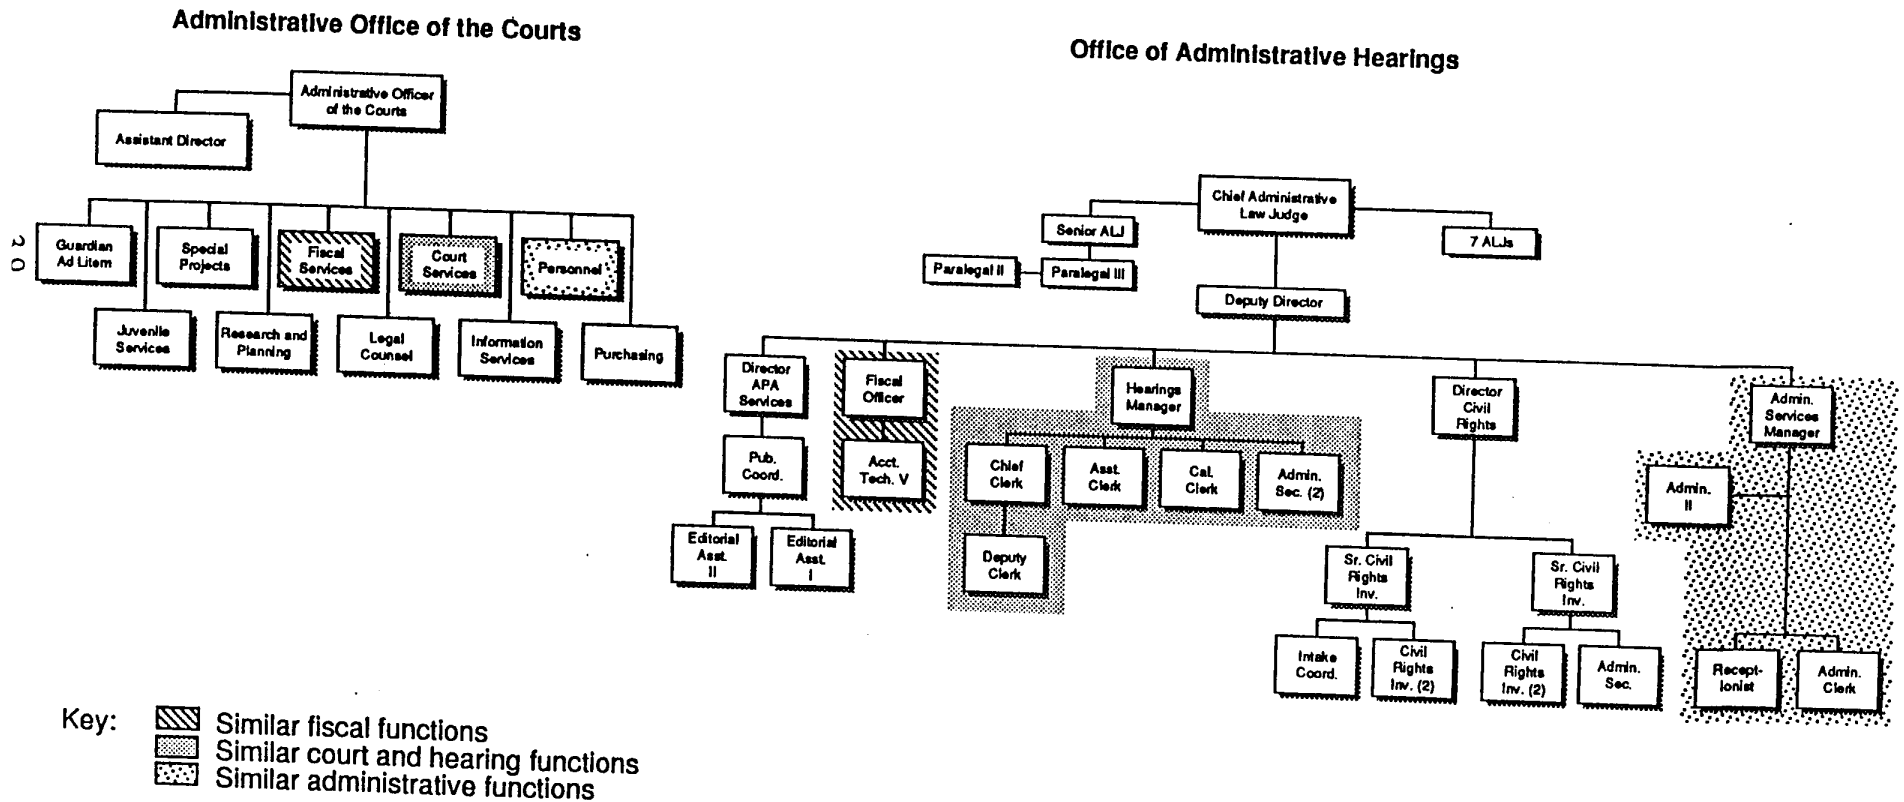 Administrative Office of the Courts
Administrative Officer
of the Courts
Assistant Director
Guardian
Ad Litem
Special
Projects
Fiscal
Services
Court
Services
Personnel
Juvenile
Services
Research and
Planning
Legal
Counsel
Information
Services
Purchasing
20
Office of Administrative Hearings
Chief Administrative
Law Judge
Senior ALJ
7 ALJs
Paralegal II
Paralegal III
Deputy Director
Director
APA
Services
Fiscal
Officer
Hearings
Manager
Director
Civil
Rights
Admin.
Services
Manager
Pub.
Coord.
Acct.
Tech. V
Chief
Clerk
Asst.
Clerk
Cal.
Clerk
Admin.
Sec. (2)
Admin.
II
Editorial
Asst.
II
Editorial
Asst.
I
Deputy
Clerk
Sr. Civil
Rights
Inv.
Sr. Civil
Rights
Inv.
Intake
Coord.
Civil
Rights
Inv. (2)
Civil
Rights
Inv. (2)
Admin.
Sec.
Recept-
ionist
Admin.
Clerk
Key:
Similar fiscal functions
Similar court and hearing functions
Similar administrative functions